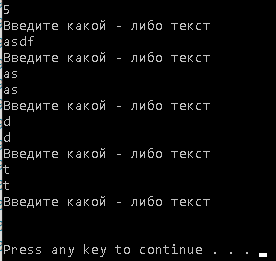 5
Введите какой - либо текст
asdf
Введите какой - либо текст
as
as
Введите какой - либо текст
d
d
Введите какой - либо текст
t
t
Введите какой - либо текст
Press any key to continue . . .